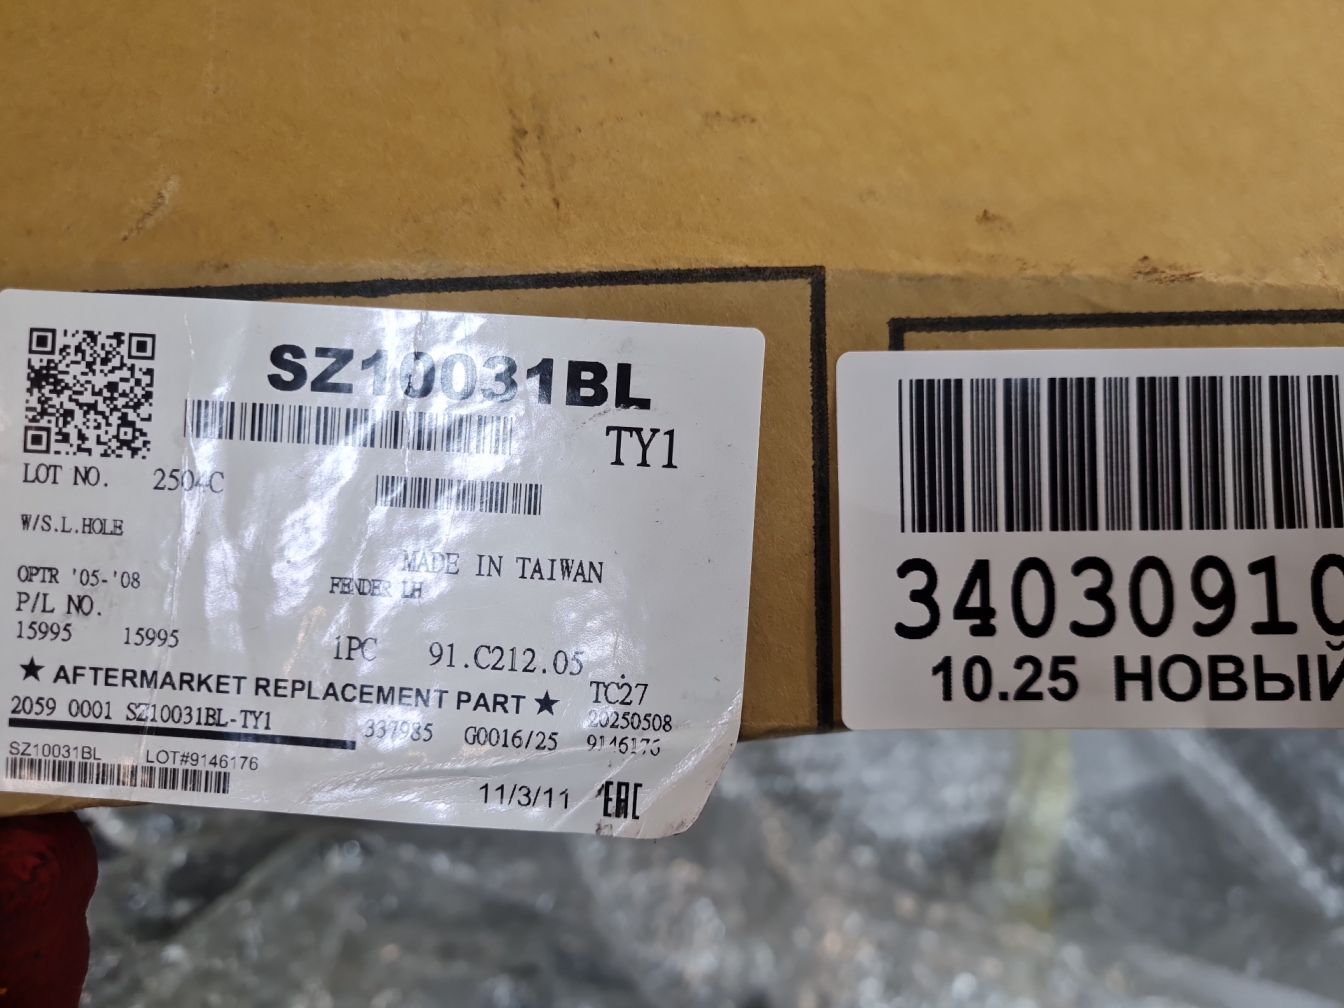 SZ10031BL
TY1
LOT NO. 2504C
W/S.L.HOLE
MADE IN TAIWAN
OPTR '05-'08
FENDER LH
P/L NO.
15995 15995
1PC 91.C212.05
★ AFTERMARKET REPLACEMENT PART ★
TC27
2059 0001 SZ10031BL-TY1
337985 G0016/25
20250508
9146176
SZ10031BL LOT#9146176
11/3/11 EAC
34030910
10.25 НОВЫЙ